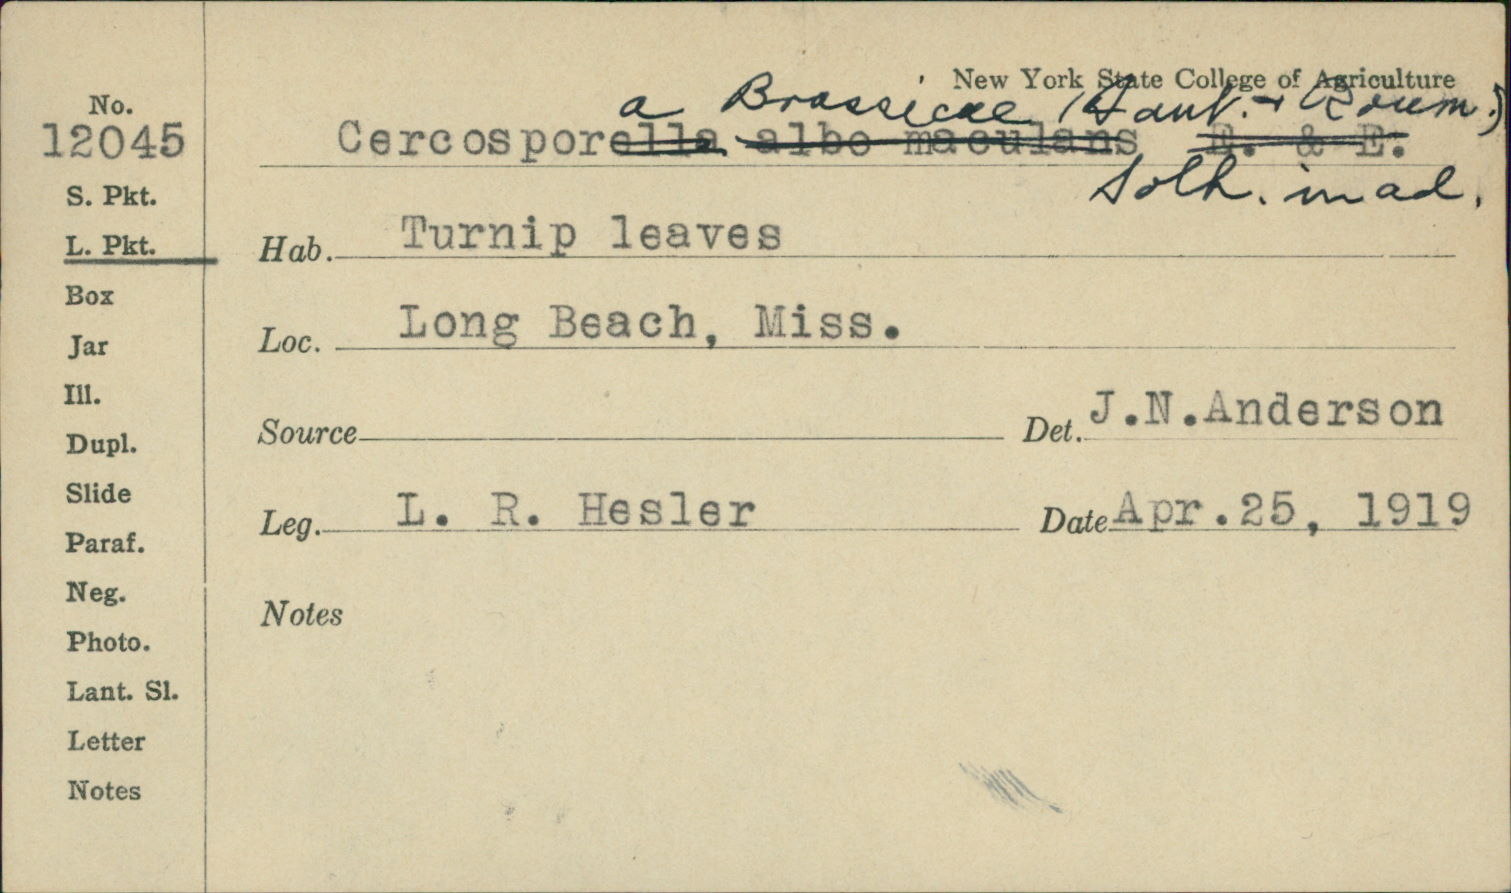 New York State College of Agriculture
No.
12045
a Brassicae (Faut. + Roum.)
Cercosporella albo maculans E. & E.
Solh. in ad.
S. Pkt.
L. Pkt.
Box
Jar
Ill.
Dupl.
Slide
Paraf.
Neg.
Photo.
Lant. Sl.
Letter
Notes
Hab. Turnip leaves
Loc. Long Beach, Miss.
Source Det. J.N.Anderson
Leg. L. R. Hesler Date Apr.25, 1919
Notes